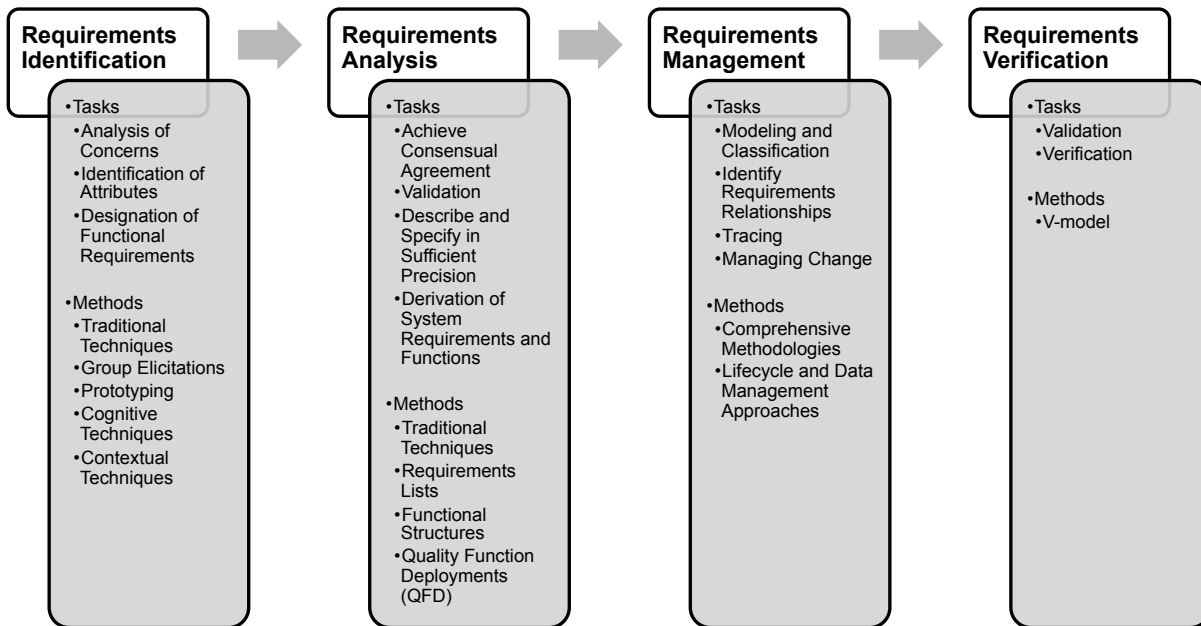 Requirements
Identification
•Tasks
•Analysis of
Concerns
•Identification of
Attributes
•Designation of
Functional
Requirements
•Methods
•Traditional
Techniques
•Group Elicitations
•Prototyping
•Cognitive
Techniques
•Contextual
Techniques
Requirements
Analysis
•Tasks
•Achieve
Consensual
Agreement
•Validation
•Describe and
Specify in
Sufficient
Precision
•Derivation of
System
Requirements and
Functions
•Methods
•Traditional
Techniques
•Requirements
Lists
•Functional
Structures
•Quality Function
Deployments
(QFD)
Requirements
Management
•Tasks
•Modeling and
Classification
•Identify
Requirements
Relationships
•Tracing
•Managing Change
•Methods
•Comprehensive
Methodologies
•Lifecycle and Data
Management
Approaches
Requirements
Verification
•Tasks
•Validation
•Verification
•Methods
•V-model